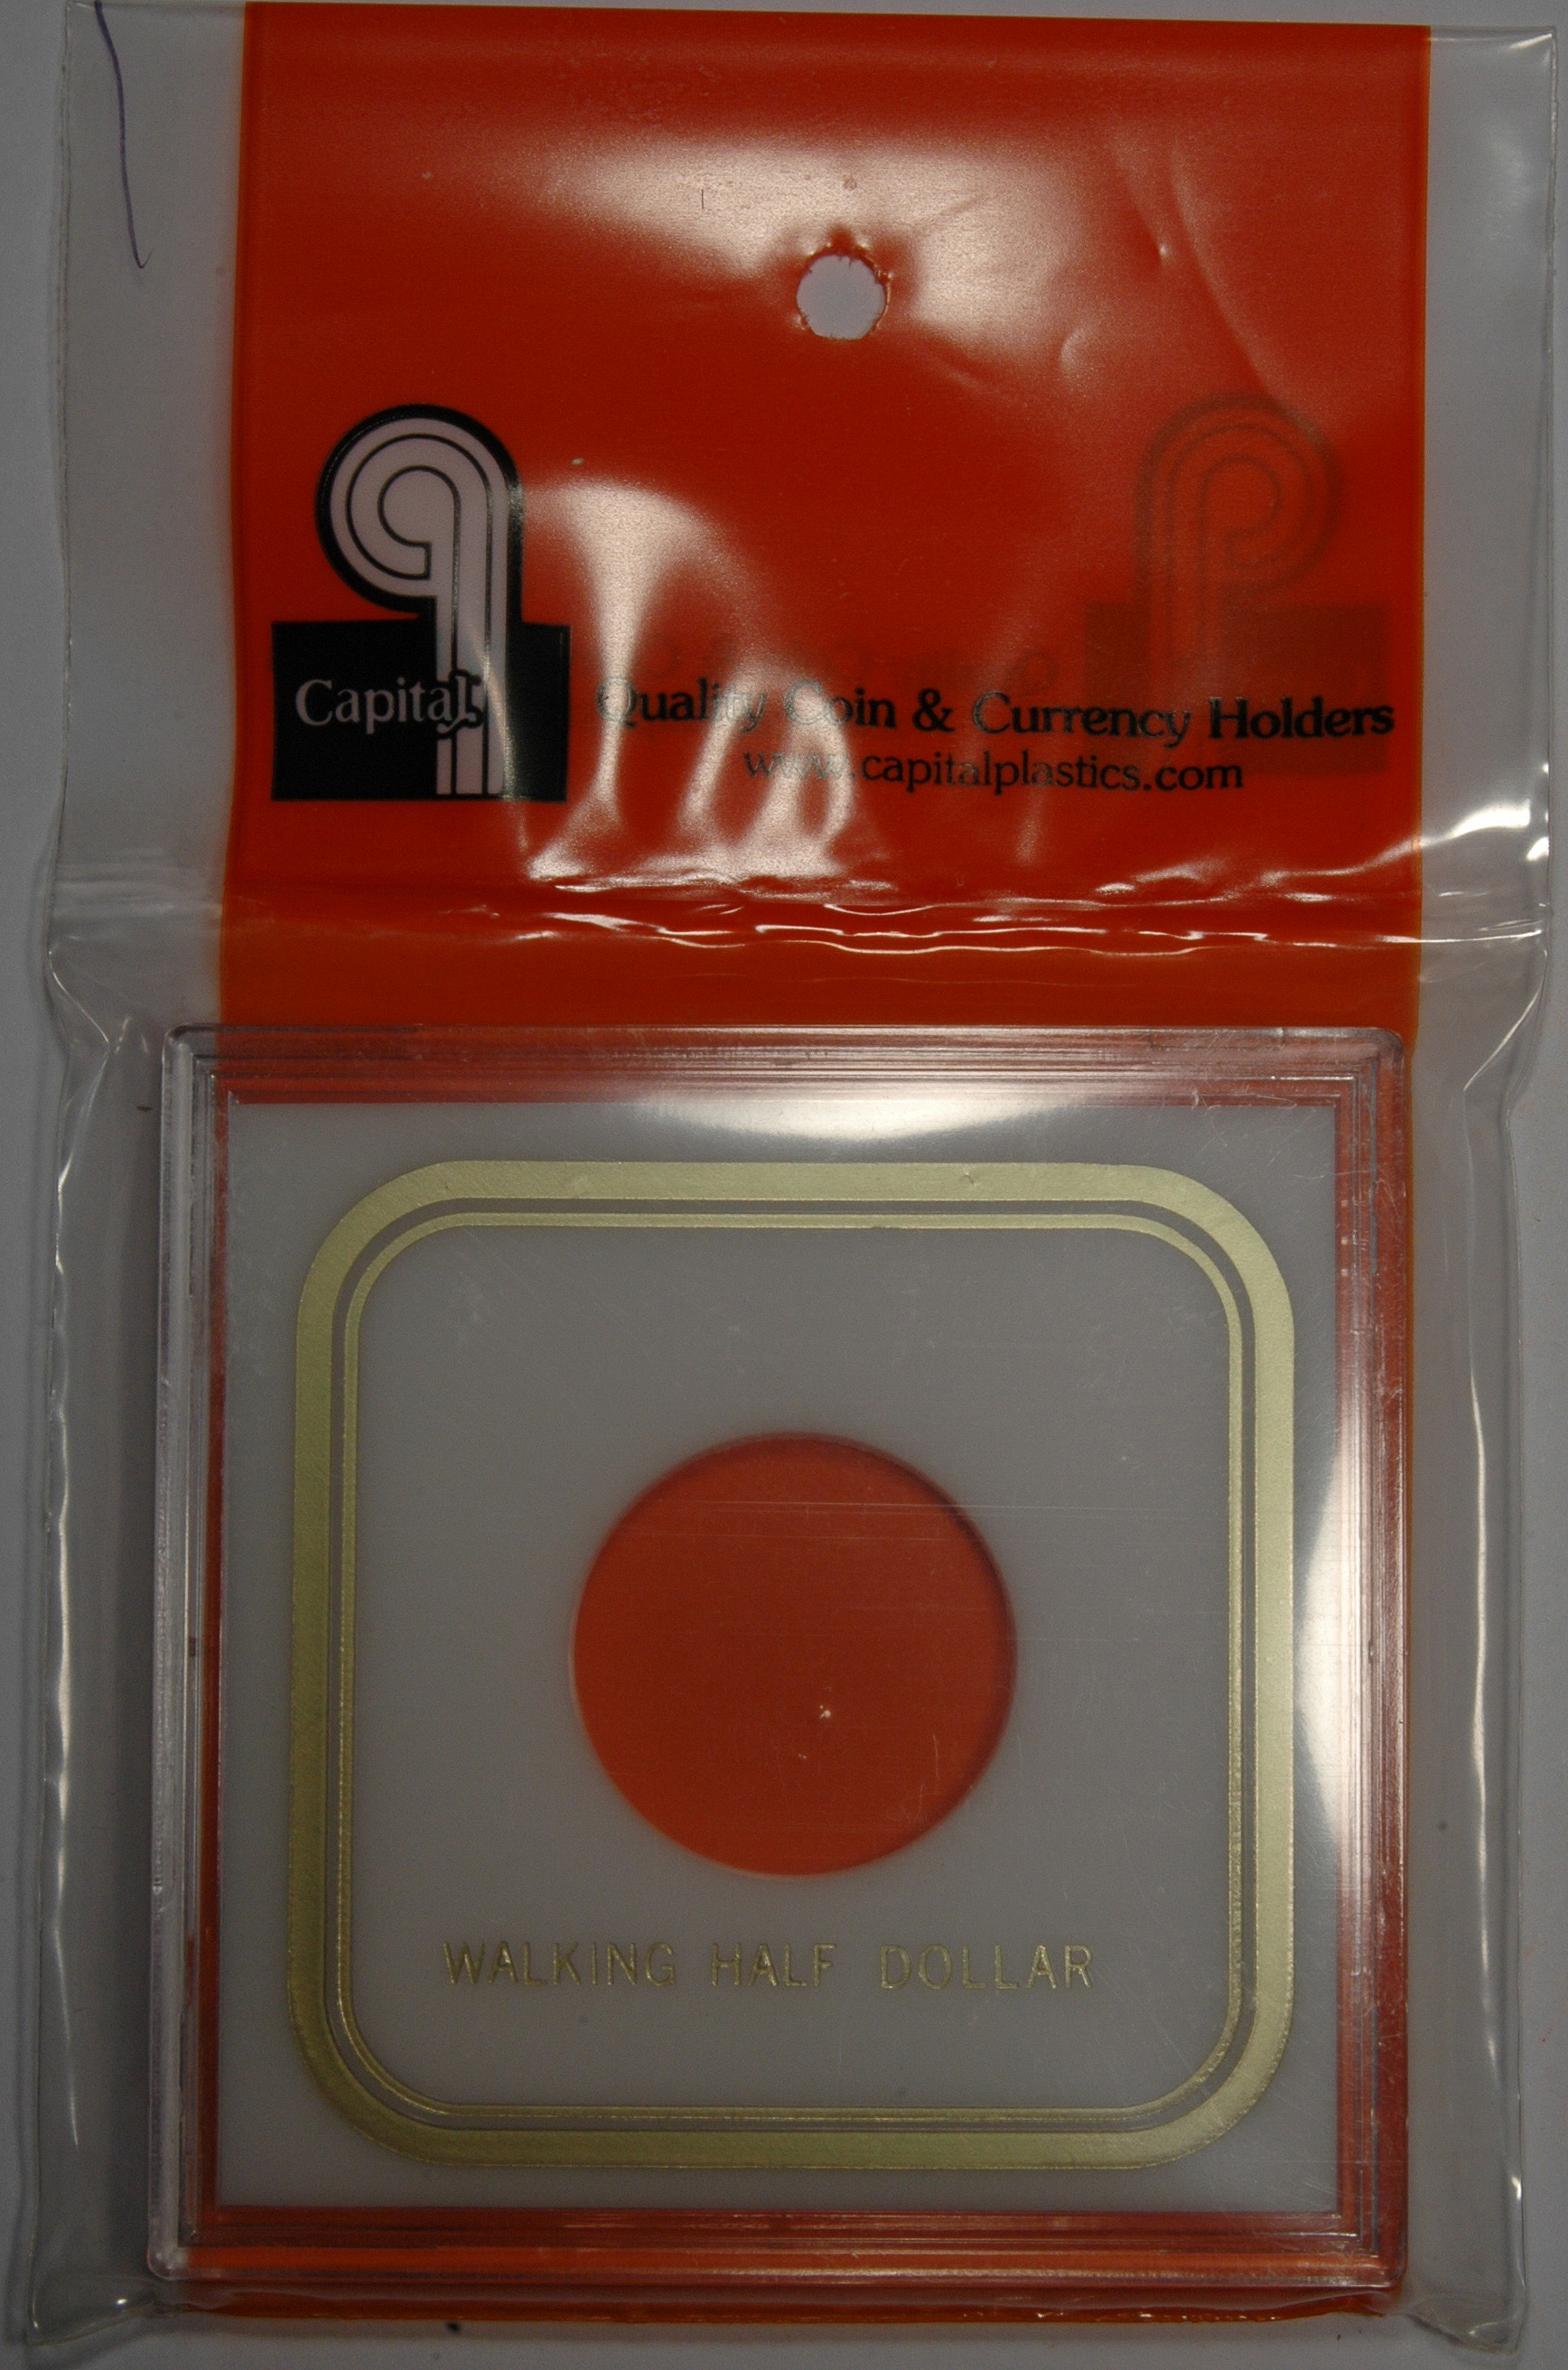 Capital
Quality Coin & Currency Holders
www.capitalplastics.com
WALKING HALF DOLLAR